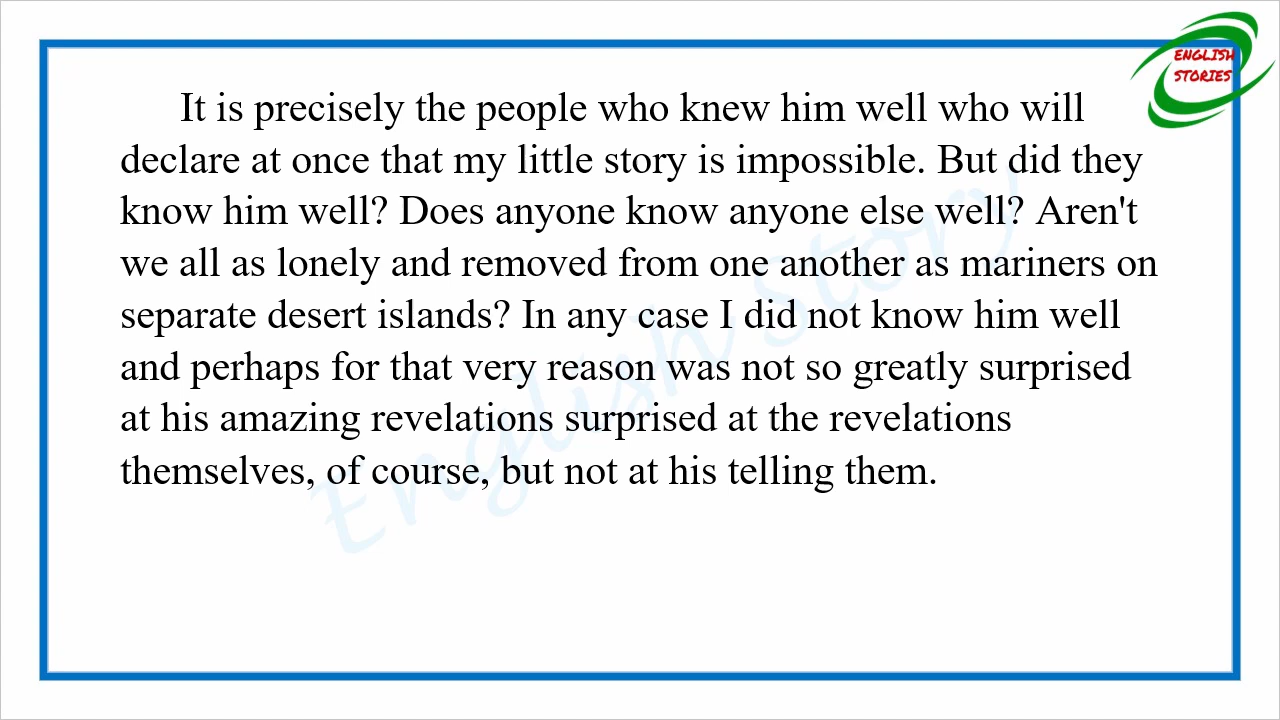 ENGLISH
STORIES
It is precisely the people who knew him well who will
declare at once that my little story is impossible. But did they
know him well? Does anyone know anyone else well? Aren't
we all as lonely and removed from one another as mariners on
separate desert islands? In any case I did not know him well
and perhaps for that very reason was not so greatly surprised
at his amazing revelations surprised at the revelations
themselves, of course, but not at his telling them.
English Story